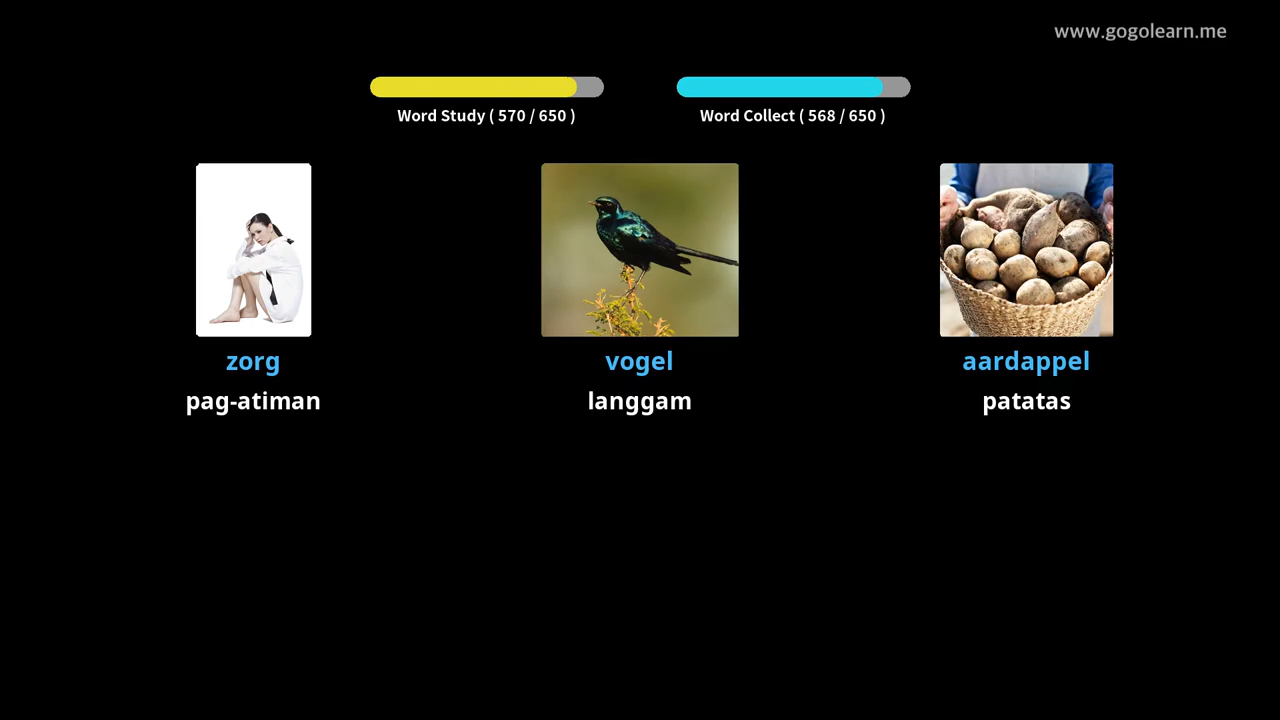 www.gogolearn.me
Word Study ( 570 / 650 )
Word Collect ( 568 / 650 )
zorg
vogel
aardappel
pag-atiman
langgam
patatas